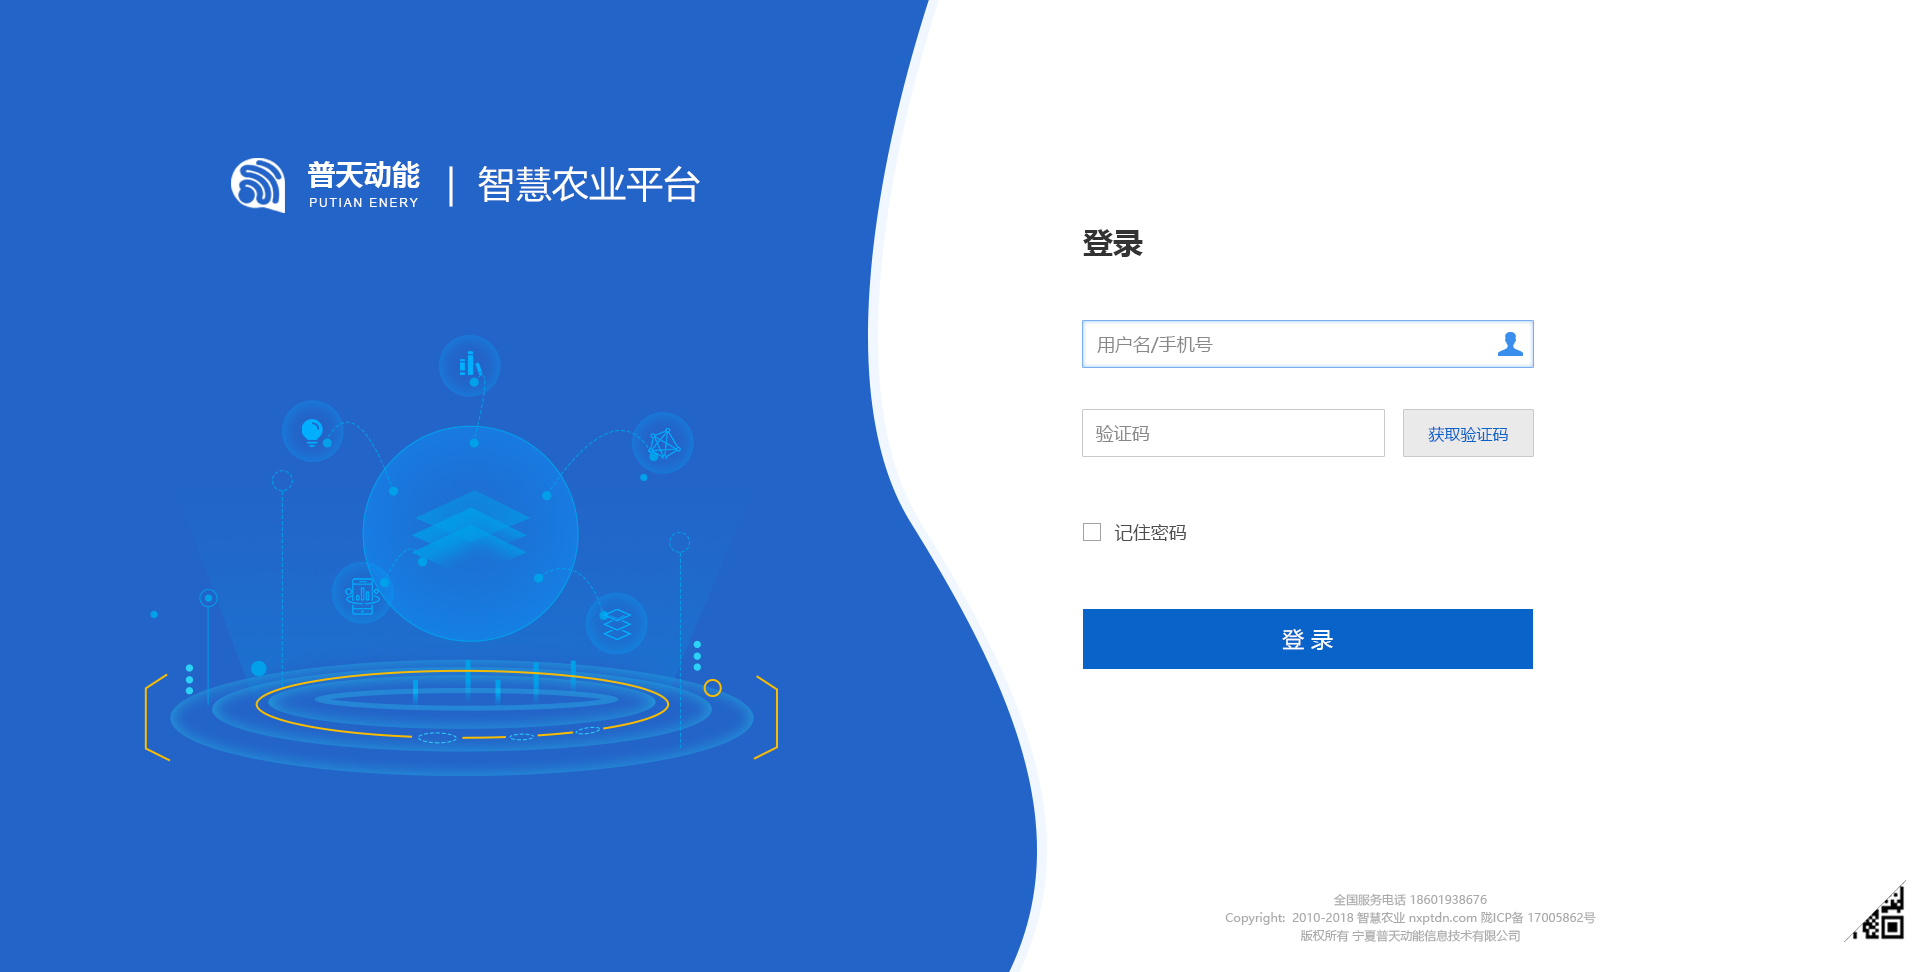 普天动能
PUTIAN ENERY
智慧农业平台
登录
用户名/手机号
验证码
获取验证码
记住密码
登 录
全国服务电话 18601938676
Copyright: 2010-2018 智慧农业 nxptdn.com 陇ICP备 17005862号
版权所有 宁夏普天动能信息技术有限公司